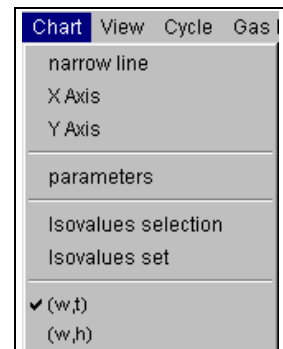 Chart View Cycle Gas
narrow line
X Axis
Y Axis
parameters
Isovalues selection
Isovalues set
✔ (w,t)
(w,h)